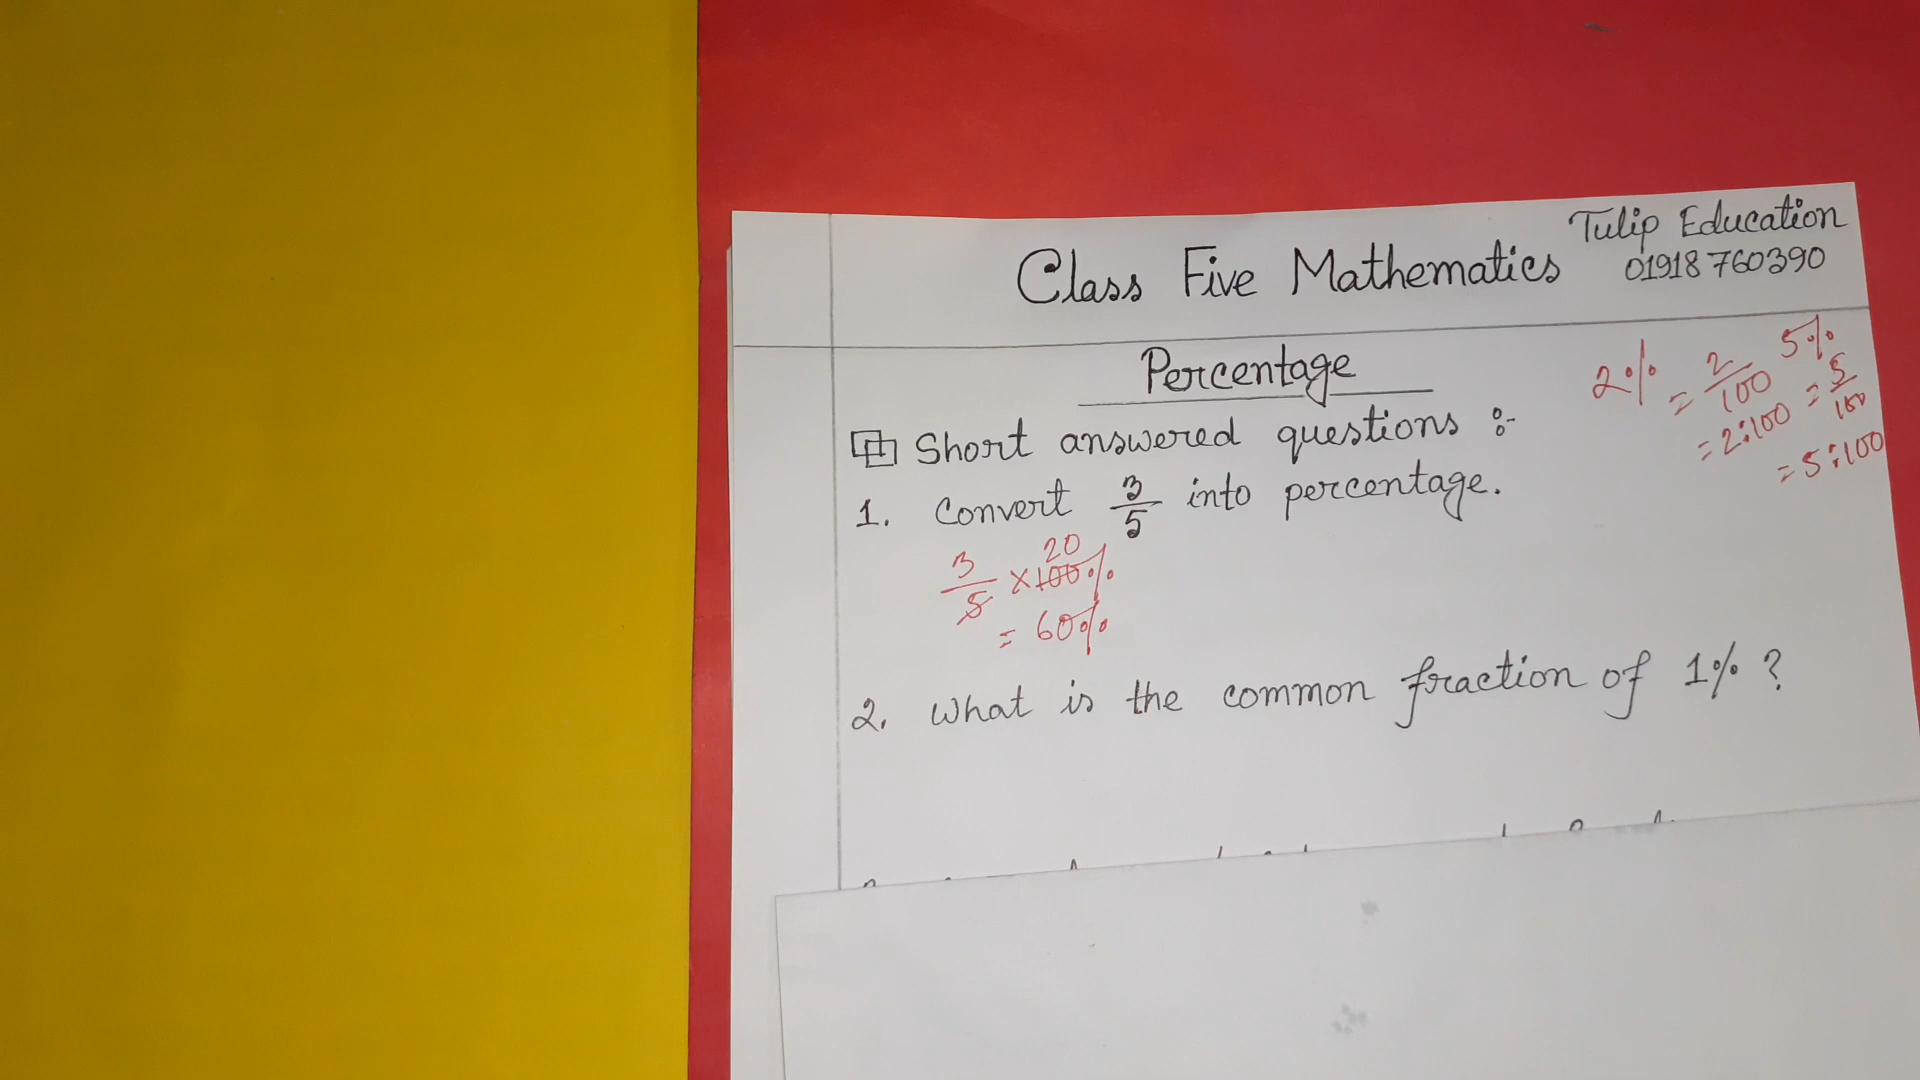 Tulip Education
Class Five Mathematics 01918760390
Percentage
Short answered questions :-
1. Convert 3/5 into percentage.
3/5 × 100% 20
= 60%
2% = 2/100
= 2:100
5% = 5/100
= 5:100
2. What is the common fraction of 1% ?